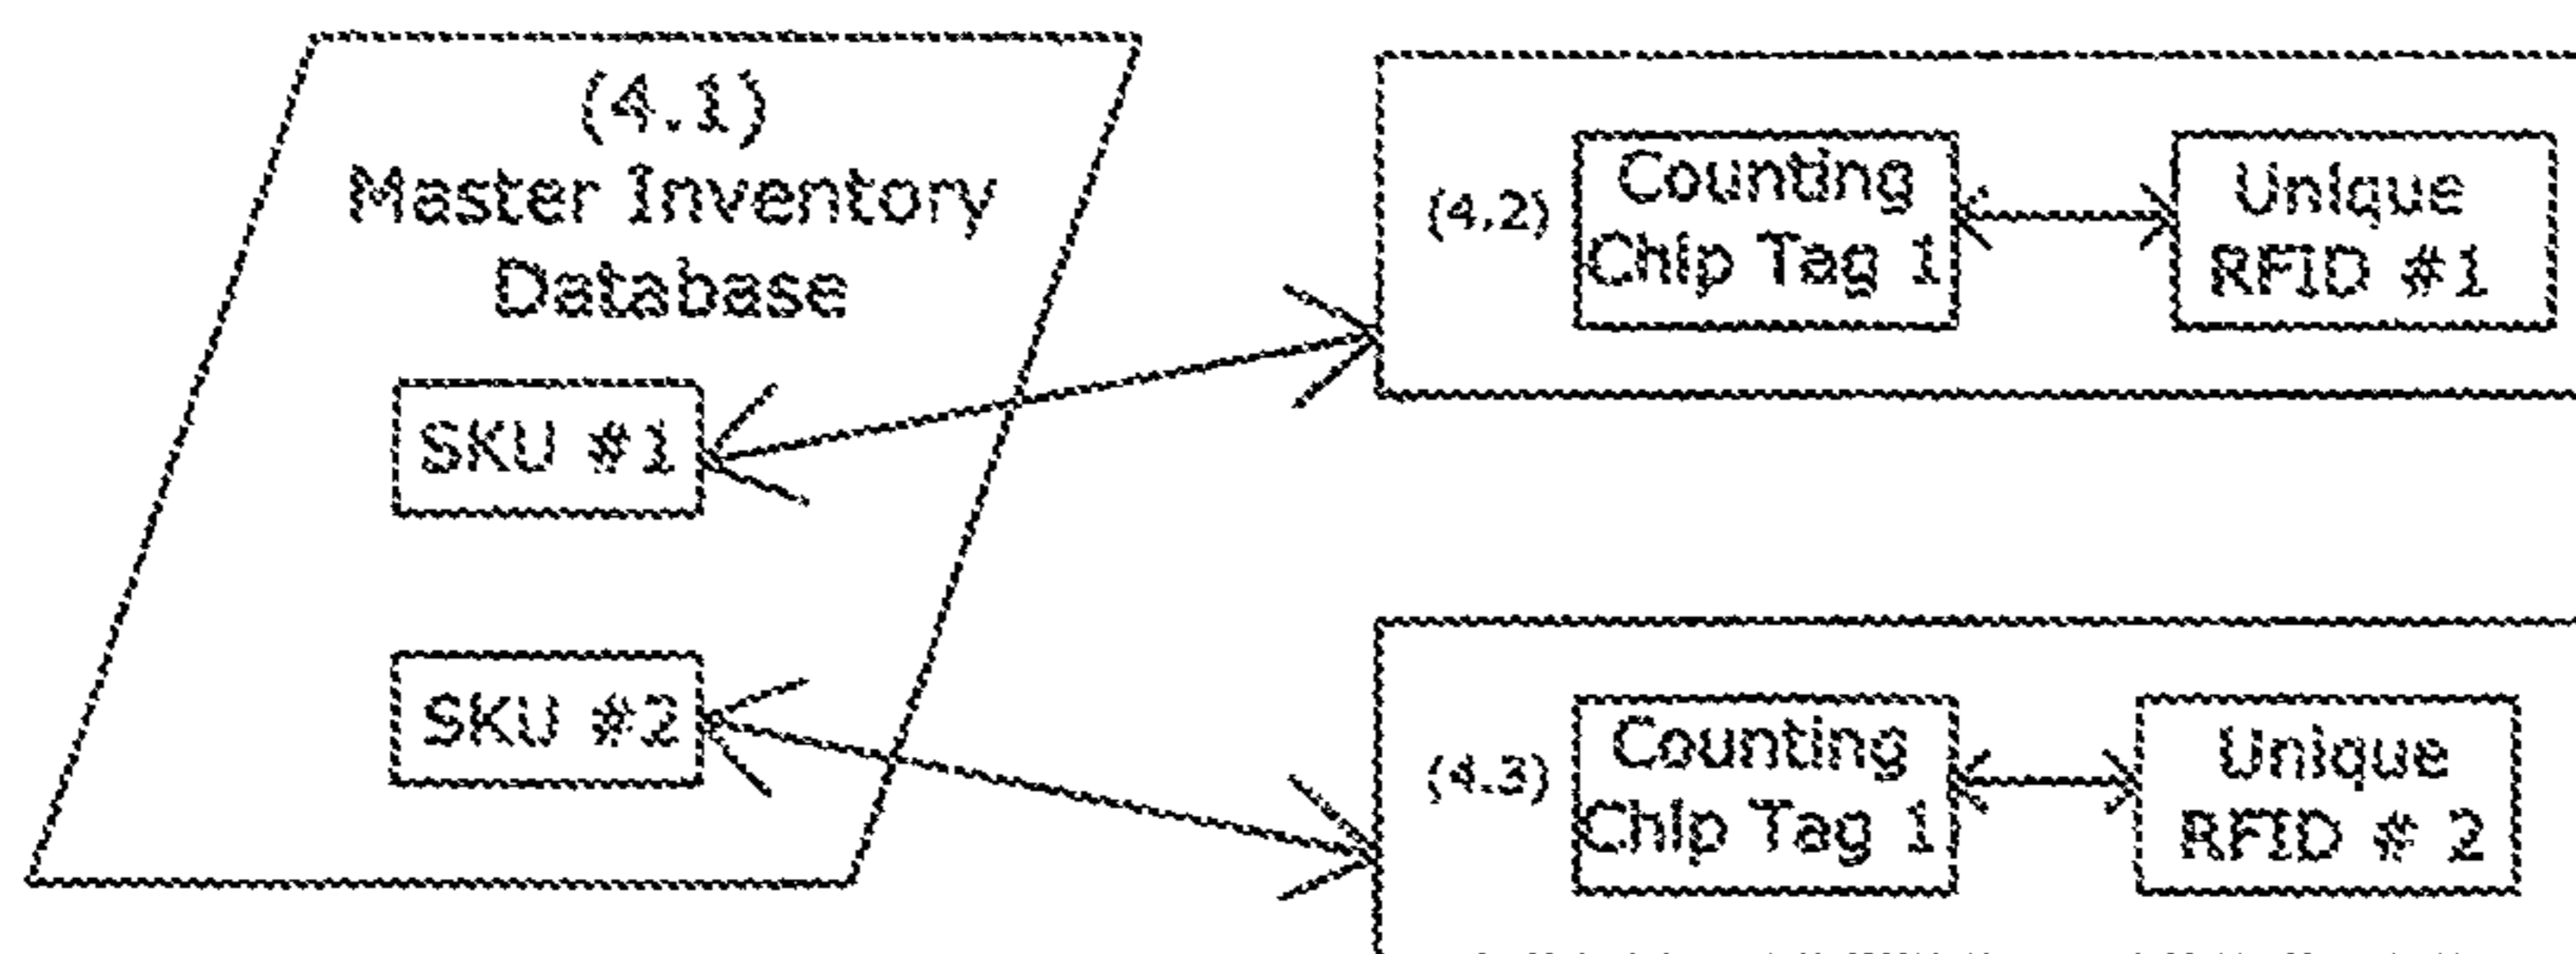 (4.1)
Master Inventory
Database
SKU #1
SKU #2
(4.2)
Counting
Chip Tag 1
Unique
RFID #1
(4.3)
Counting
Chip Tag 1
Unique
RFID # 2